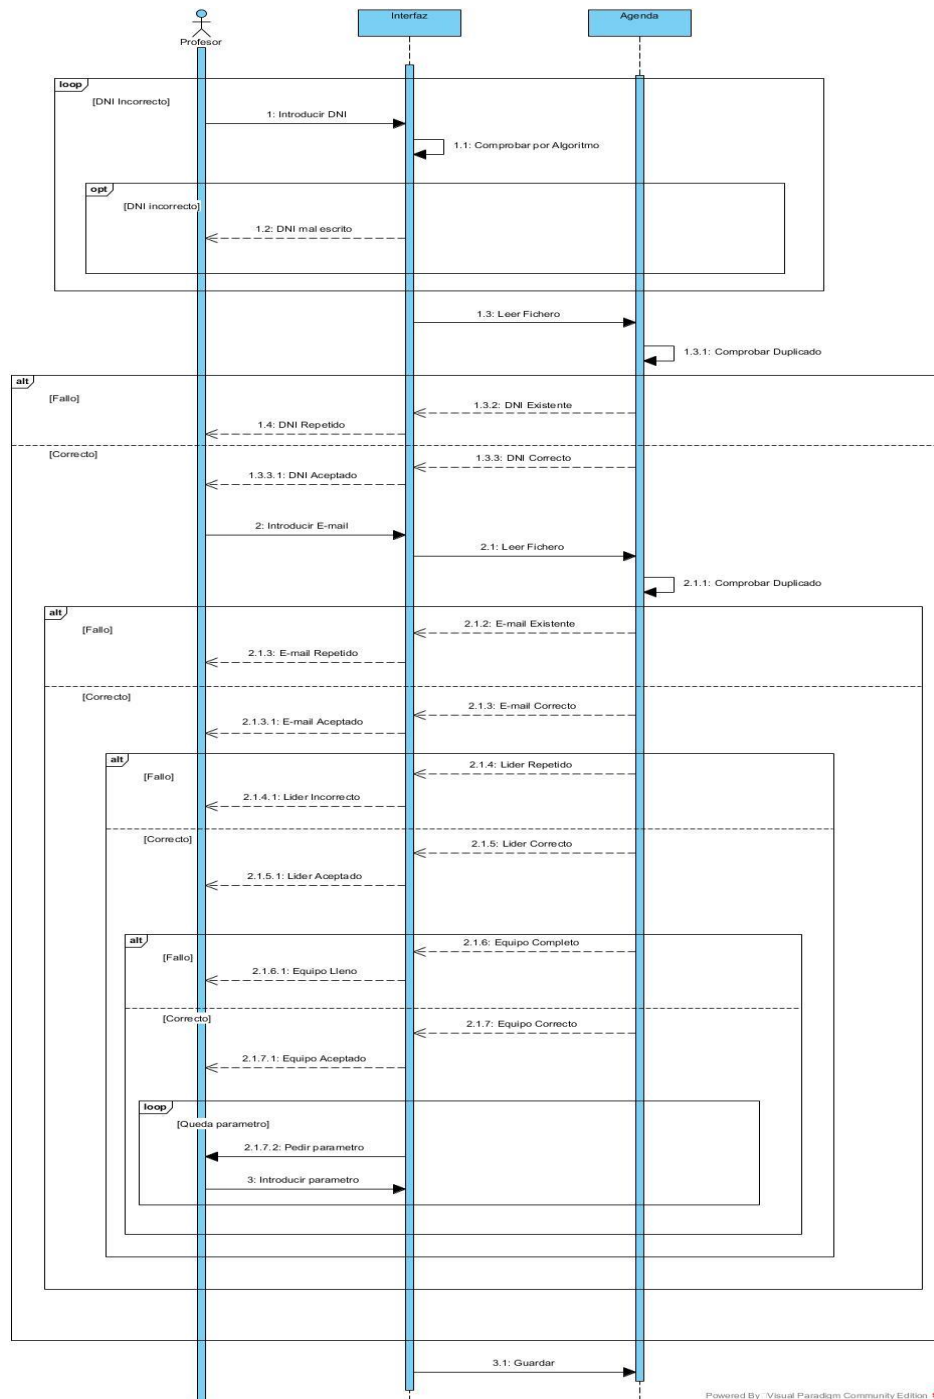 Profesor
Interfaz
Agenda
loop
[DNI Incorrecto]
1: Introducir DNI
1.1: Comprobar por Algoritmo
opt
[DNI incorrecto]
1.2: DNI mal escrito
1.3: Leer Fichero
1.3.1: Comprobar Duplicado
alt
[Fallo]
1.3.2: DNI Existente
1.4: DNI Repetido
[Correcto]
1.3.3: DNI Correcto
1.3.3.1: DNI Aceptado
2: Introducir E-mail
2.1: Leer Fichero
2.1.1: Comprobar Duplicado
alt
[Fallo]
2.1.2: E-mail Existente
2.1.3: E-mail Repetido
[Correcto]
2.1.3: E-mail Correcto
2.1.3.1: E-mail Aceptado
alt
[Fallo]
2.1.4: Lider Repetido
2.1.4.1: Lider Incorrecto
[Correcto]
2.1.5: Lider Correcto
2.1.5.1: Lider Aceptado
alt
[Fallo]
2.1.6: Equipo Completo
2.1.6.1: Equipo Lleno
[Correcto]
2.1.7: Equipo Correcto
2.1.7.1: Equipo Aceptado
loop
[Queda parametro]
2.1.7.2: Pedir parametro
3: Introducir parametro
3.1: Guardar
Powered By Visual Paradigm Community Edition